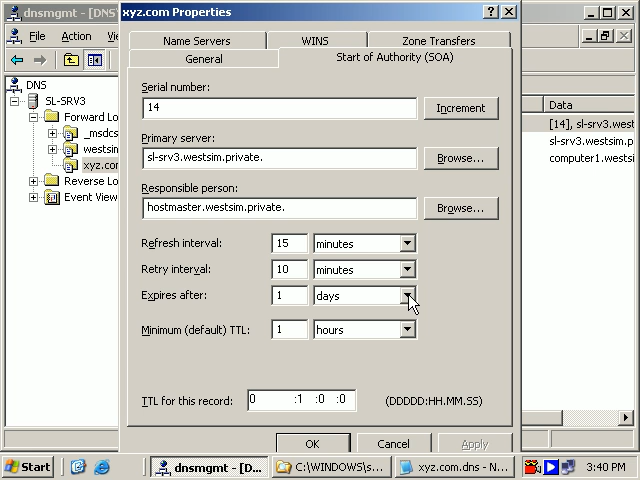 dnsmgmt - [DNS\
xyz.com Properties
File Action
Name Servers WINS Zone Transfers
General Start of Authority (SOA)
DNS
SL-SRV3
Forward Lo
_msdcs
westsim
xyz.com
Reverse Lo
Event View
Serial number:
14 Increment
Primary server:
sl-srv3.westsim.private. Browse...
Responsible person:
hostmaster.westsim.private. Browse...
Refresh interval: 15 minutes
Retry interval: 10 minutes
Expires after: 1 days
Minimum (default) TTL: 1 hours
TTL for this record: 0 :1 :0 :0 (DDDDD:HH.MM.SS)
OK Cancel Apply
Data
[14], sl-srv3.west
sl-srv3.westsim.p
computer1.westsi
Start dnsmgmt - [D... C:\WINDOWS\s... xyz.com.dns - N... 3:40 PM